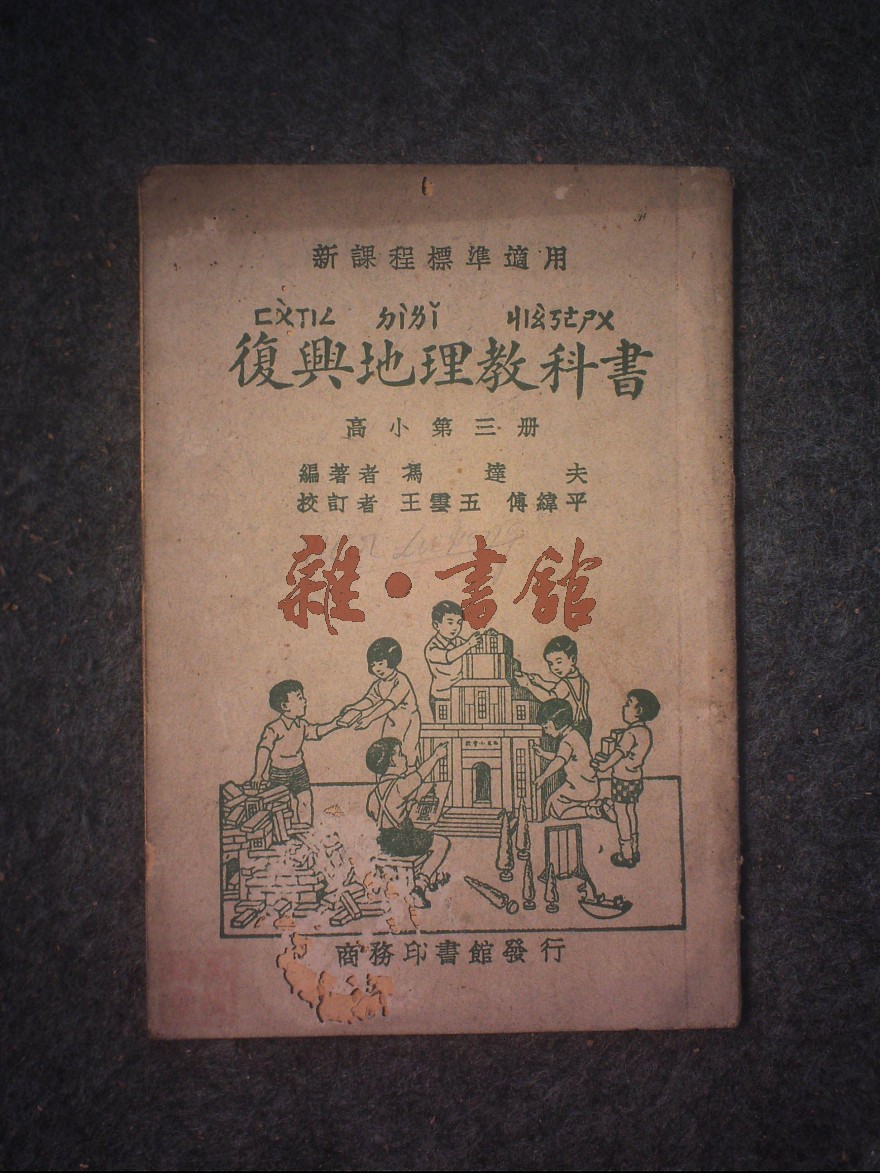 新課程標準適用
ㄈㄨˋㄒㄧㄥ ㄉㄧˋㄌㄧˇ ㄐㄧㄠˋㄎㄜㄕㄨ
復興地理教科書
高小第三册
編著者 馮達夫
校訂者 王雲五 傅緯平
雜·書館
商務印書館發行